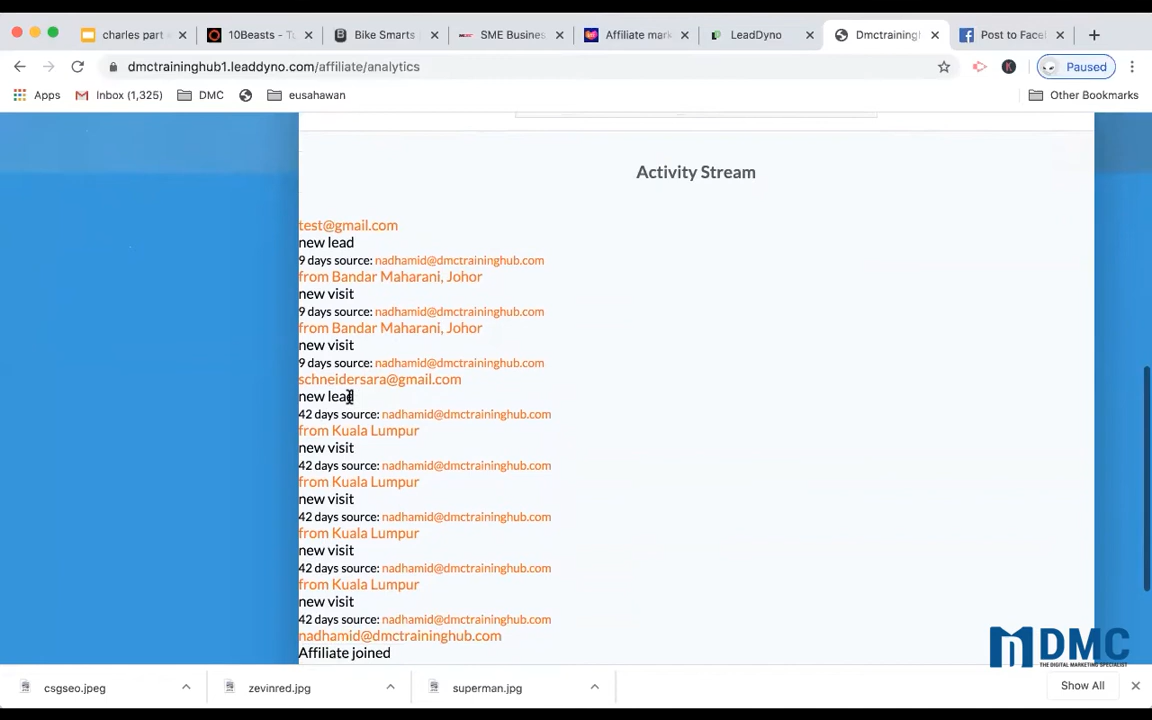 charles part
10Beasts - T
Bike Smarts
SME Busines
Affiliate mark
LeadDyno
Dmctraining
Post to Face
dmctraininghub1.leaddyno.com/affiliate/analytics
Paused
Apps
Inbox (1,325)
DMC
eusahawan
Other Bookmarks
Activity Stream
test@gmail.com
new lead
9 days source: nadhamid@dmctraininghub.com
from Bandar Maharani, Johor
new visit
9 days source: nadhamid@dmctraininghub.com
from Bandar Maharani, Johor
new visit
9 days source: nadhamid@dmctraininghub.com
schneidersara@gmail.com
new lead
42 days source: nadhamid@dmctraininghub.com
from Kuala Lumpur
new visit
42 days source: nadhamid@dmctraininghub.com
from Kuala Lumpur
new visit
42 days source: nadhamid@dmctraininghub.com
from Kuala Lumpur
new visit
42 days source: nadhamid@dmctraininghub.com
from Kuala Lumpur
new visit
42 days source: nadhamid@dmctraininghub.com
nadhamid@dmctraininghub.com
Affiliate joined
DMC
THE DIGITAL MARKETING SPECIALIST
csgseo.jpeg
zevinred.jpg
superman.jpg
Show All